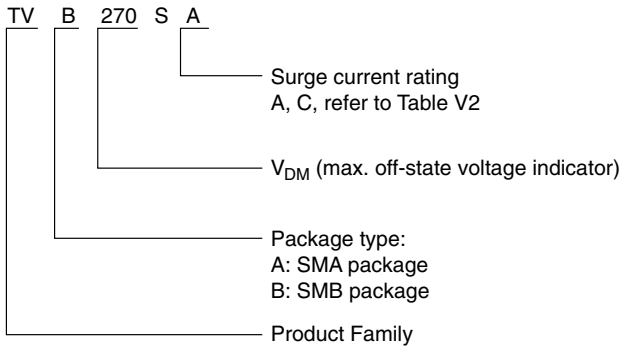 TV B 270 S A
Surge current rating
A, C, refer to Table V2
VDM (max. off-state voltage indicator)
Package type:
A: SMA package
B: SMB package
Product Family